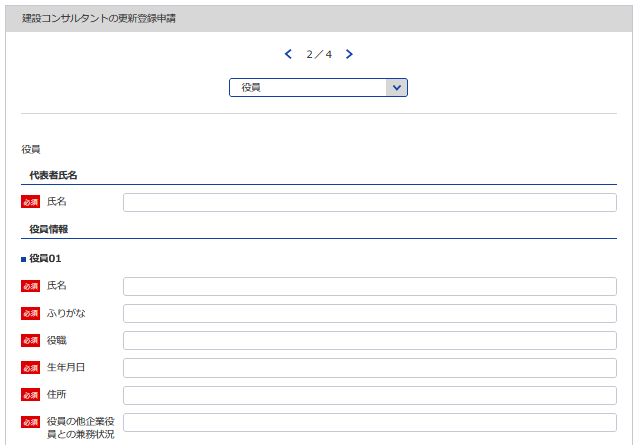 建設コンサルタントの更新登録申請
2／4
役員
役員
代表者氏名
必須 氏名
役員情報
役員01
必須 氏名
必須 ふりがな
必須 役職
必須 生年月日
必須 住所
必須 役員の他企業役
員との兼務状況